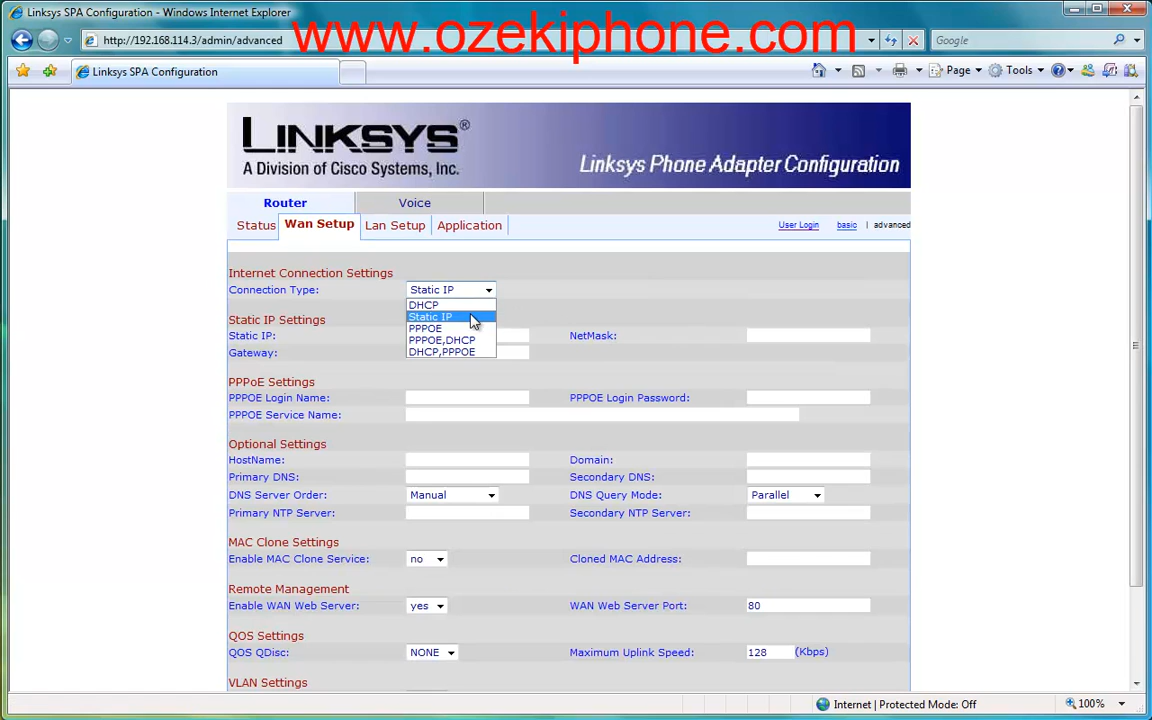 Linksys SPA Configuration - Windows Internet Explorer
http://192.168.114.3/admin/advanced
www.ozekiphone.com
Google
Linksys SPA Configuration
Page
Tools
LINKSYS®
A Division of Cisco Systems, Inc.
Linksys Phone Adapter Configuration
Router Voice
Status Wan Setup Lan Setup Application User Login basic | advanced
Internet Connection Settings
Connection Type: Static IP
DHCP
Static IP
PPPOE
PPPOE,DHCP
DHCP,PPPOE
Static IP Settings
Static IP: NetMask:
Gateway:
PPPoE Settings
PPPOE Login Name: PPPOE Login Password:
PPPOE Service Name:
Optional Settings
HostName: Domain:
Primary DNS: Secondary DNS:
DNS Server Order: Manual DNS Query Mode: Parallel
Primary NTP Server: Secondary NTP Server:
MAC Clone Settings
Enable MAC Clone Service: no Cloned MAC Address:
Remote Management
Enable WAN Web Server: yes WAN Web Server Port: 80
QOS Settings
QOS QDisc: NONE Maximum Uplink Speed: 128 (Kbps)
VLAN Settings
Internet | Protected Mode: Off 100%